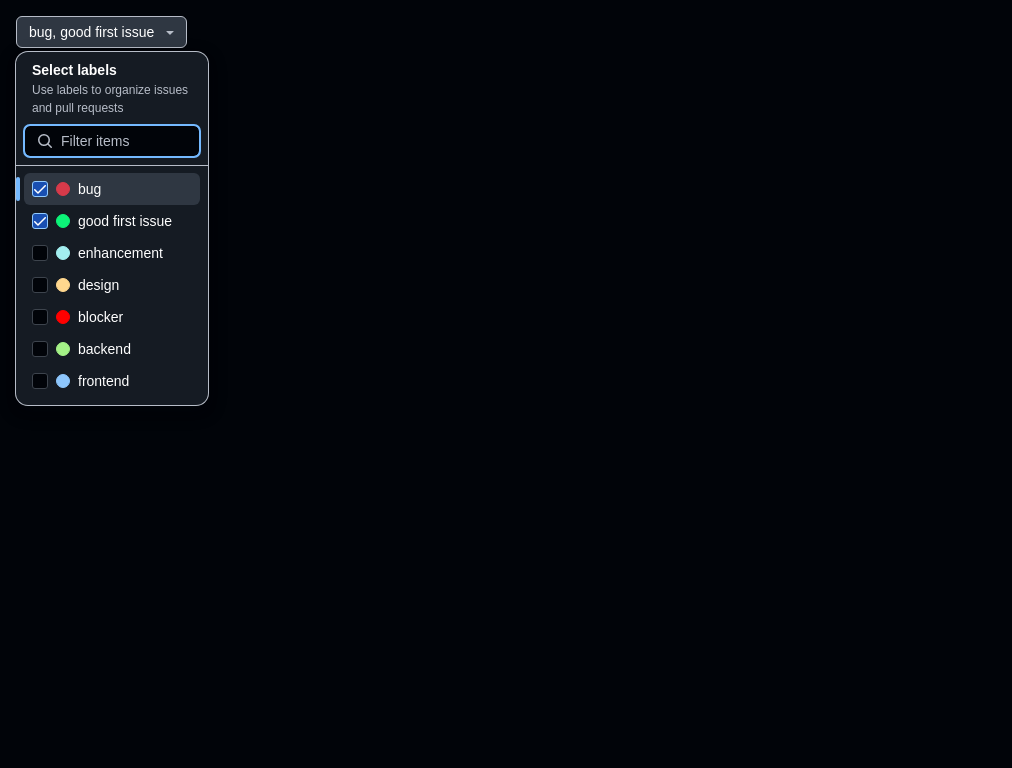 bug, good first issue
Select labels
Use labels to organize issues
and pull requests
Filter items
bug
good first issue
enhancement
design
blocker
backend
frontend